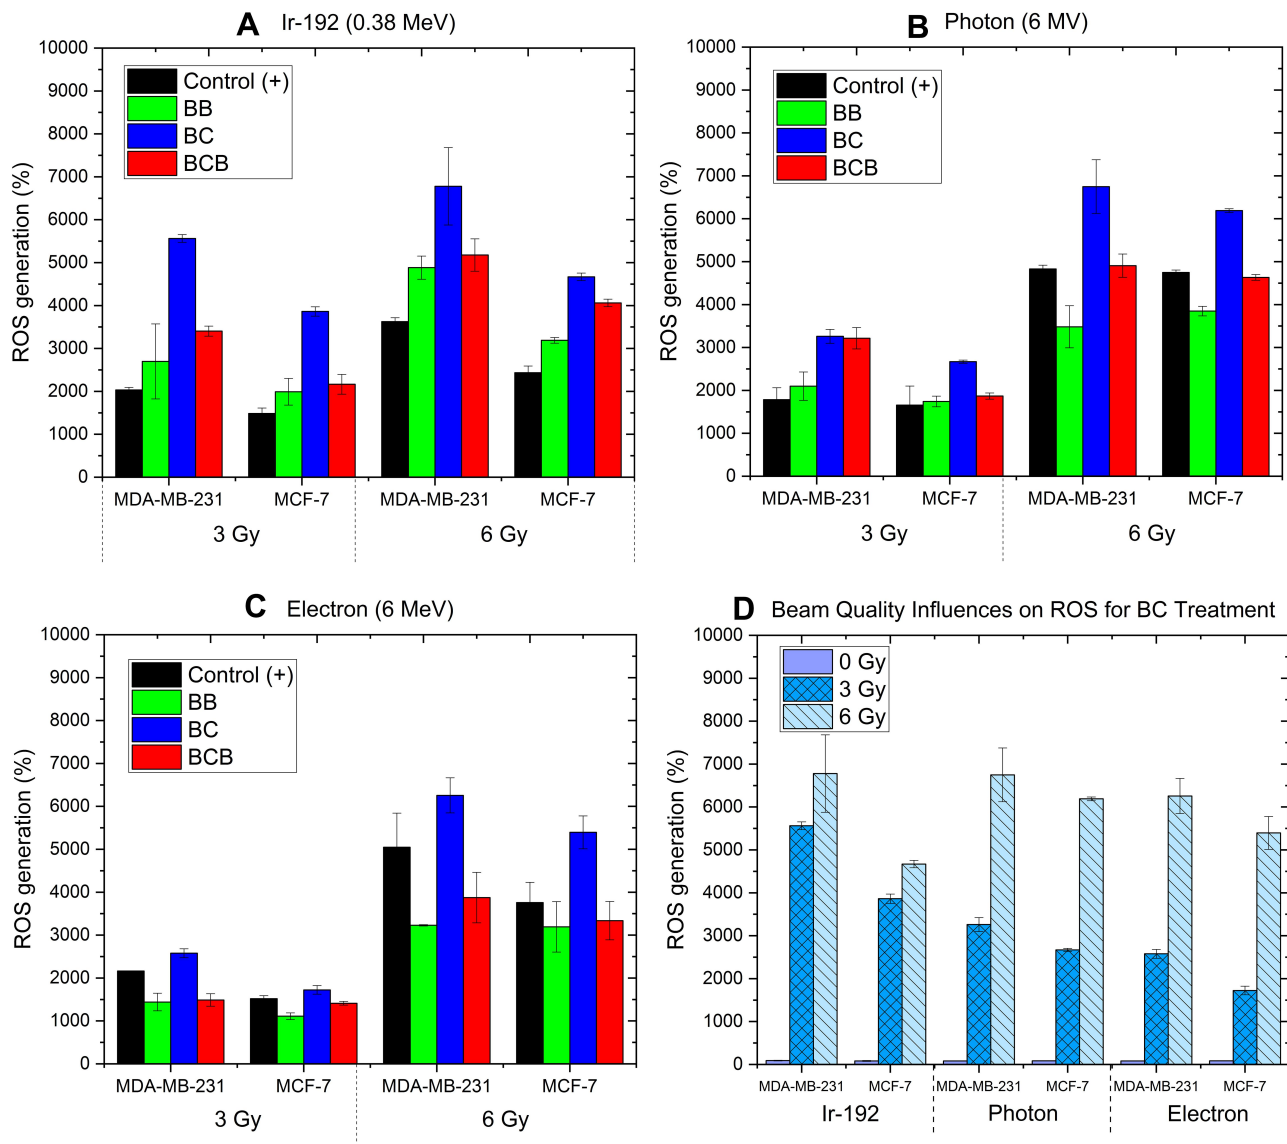 A Ir-192 (0.38 MeV)
10000
9000
8000
7000
6000
5000
4000
3000
2000
1000
0
ROS generation (%)
Control (+)
BB
BC
BCB
MDA-MB-231 MCF-7 MDA-MB-231 MCF-7
3 Gy 6 Gy
B Photon (6 MV)
10000
9000
8000
7000
6000
5000
4000
3000
2000
1000
0
ROS generation (%)
Control (+)
BB
BC
BCB
MDA-MB-231 MCF-7 MDA-MB-231 MCF-7
3 Gy 6 Gy
C Electron (6 MeV)
10000
9000
8000
7000
6000
5000
4000
3000
2000
1000
0
ROS generation (%)
Control (+)
BB
BC
BCB
MDA-MB-231 MCF-7 MDA-MB-231 MCF-7
3 Gy 6 Gy
D Beam Quality Influences on ROS for BC Treatment
10000
9000
8000
7000
6000
5000
4000
3000
2000
1000
0
ROS generation (%)
0 Gy
3 Gy
6 Gy
MDA-MB-231 MCF-7 MDA-MB-231 MCF-7 MDA-MB-231 MCF-7
Ir-192 Photon Electron